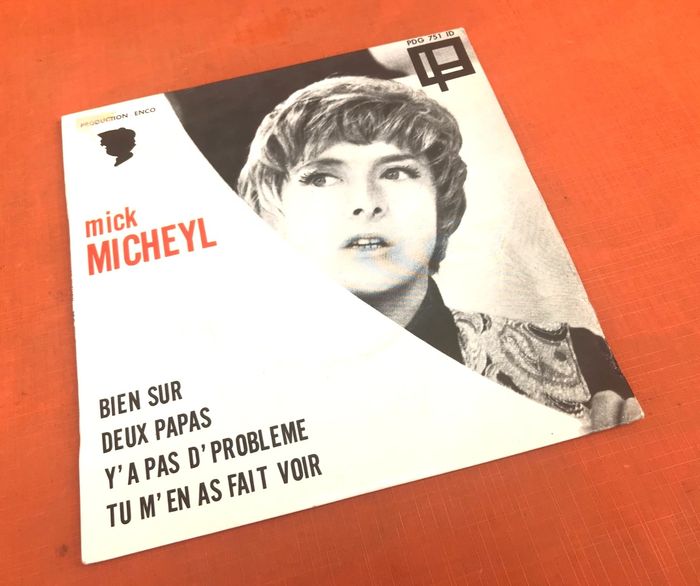 PDG 751 ID
PRODUCTION ENCO
mick
MICHEYL
BIEN SUR
DEUX PAPAS
Y'A PAS D'PROBLEME
TU M'EN AS FAIT VOIR